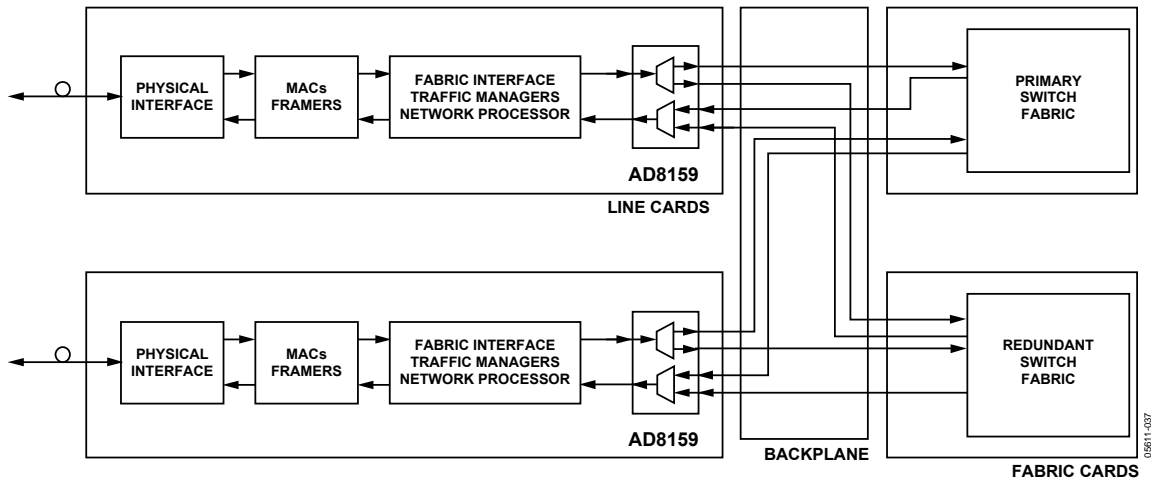 PHYSICAL
INTERFACE
MACs
FRAMERS
FABRIC INTERFACE
TRAFFIC MANAGERS
NETWORK PROCESSOR
AD8159
LINE CARDS
PRIMARY
SWITCH
FABRIC
PHYSICAL
INTERFACE
MACs
FRAMERS
FABRIC INTERFACE
TRAFFIC MANAGERS
NETWORK PROCESSOR
AD8159
BACKPLANE
REDUNDANT
SWITCH
FABRIC
FABRIC CARDS
05611-037